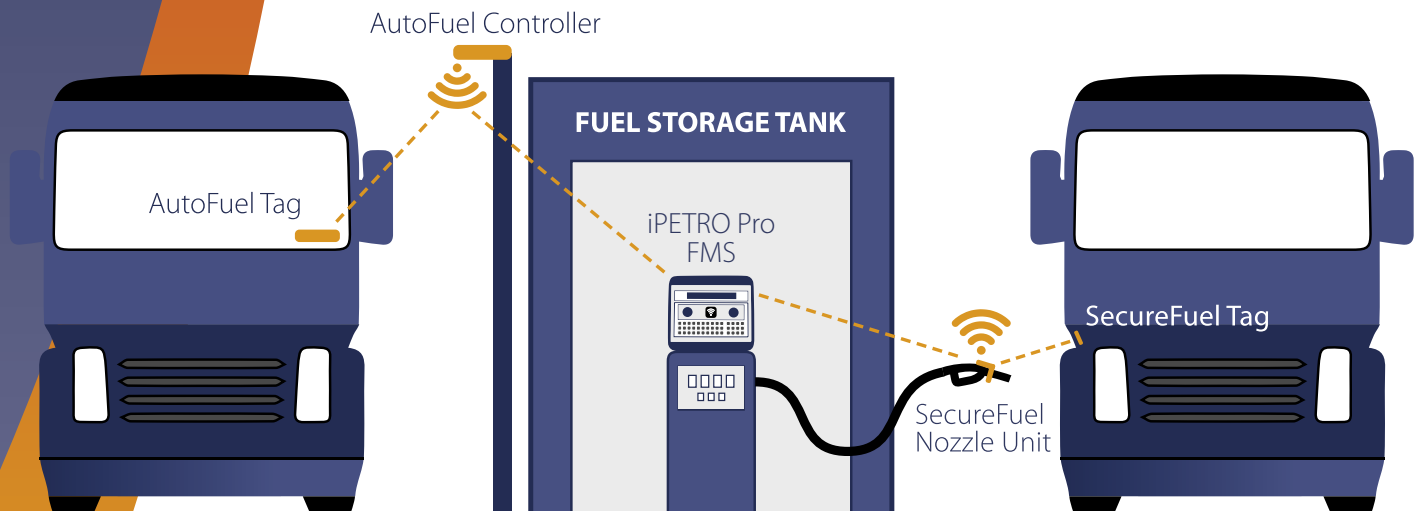 AutoFuel Controller
FUEL STORAGE TANK
AutoFuel Tag
iPETRO Pro
FMS
SecureFuel Tag
SecureFuel
Nozzle Unit